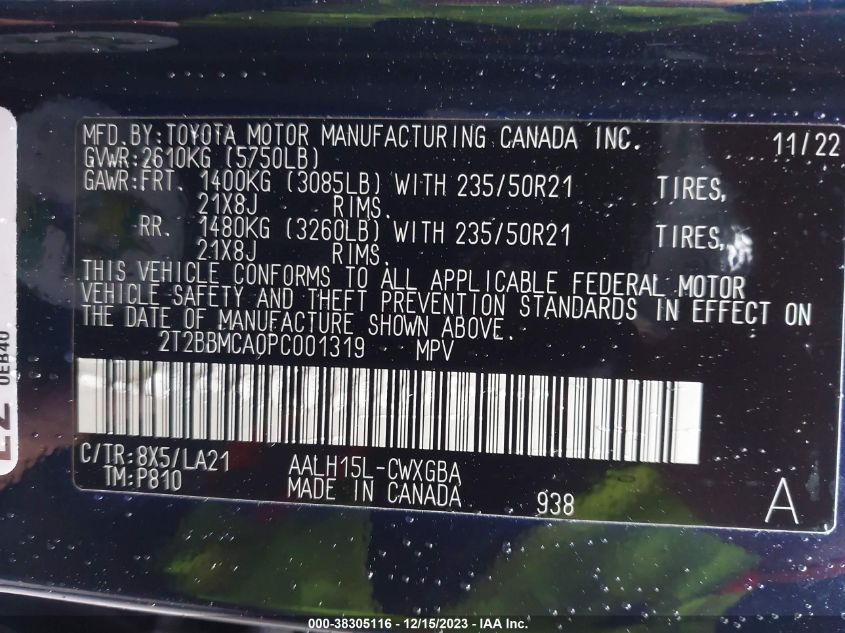 MFD.BY:TOYOTA MOTOR MANUFACTURING CANADA INC. 11/22
GVWR:2610KG (5750LB)
GAWR:FRT. 1400KG (3085LB) WITH 235/50R21 TIRES,
21X8J RIMS.
RR. 1480KG (3260LB) WITH 235/50R21 TIRES,
21X8J RIMS.
THIS VEHICLE CONFORMS TO ALL APPLICABLE FEDERAL MOTOR
VEHICLE SAFETY AND THEFT PREVENTION STANDARDS IN EFFECT ON
THE DATE OF MANUFACTURE SHOWN ABOVE.
2T2BBMCA0PC001319 MPV
C/TR:8X5/LA21 AALH15L-CWXGBA
TM:P810 MADE IN CANADA 938 A
0EB40
000-38305116 - 12/15/2023 - © IAA Inc.